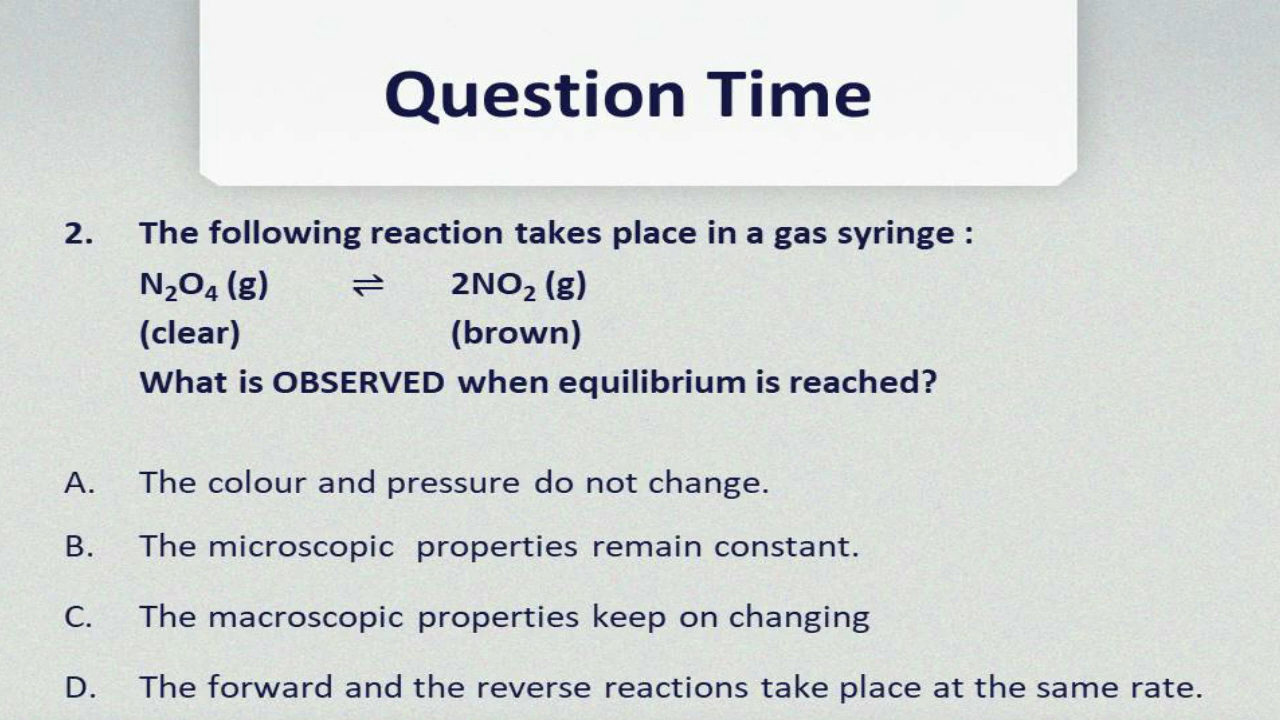 Question Time
2. The following reaction takes place in a gas syringe :
N₂O₄ (g) ⇌ 2NO₂ (g)
(clear) (brown)
What is OBSERVED when equilibrium is reached?
A. The colour and pressure do not change.
B. The microscopic properties remain constant.
C. The macroscopic properties keep on changing
D. The forward and the reverse reactions take place at the same rate.